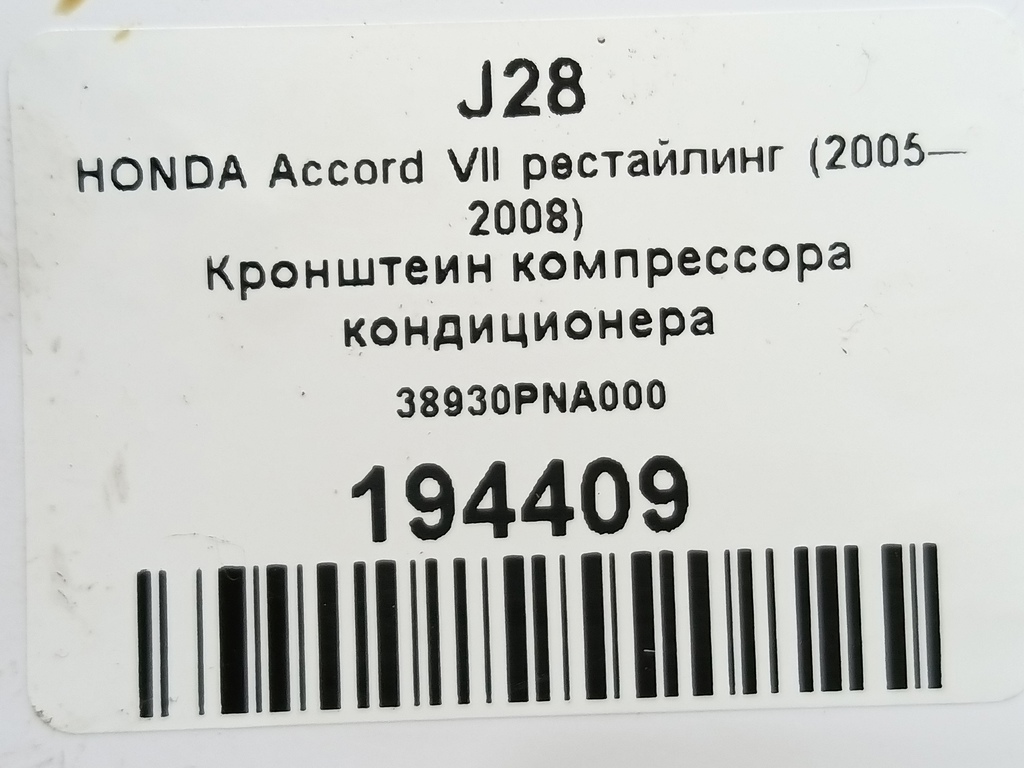 J28
HONDA Accord VII рестайлинг (2005—
2008)
Кронштеин компрессора
кондиционера
38930PNA000
194409